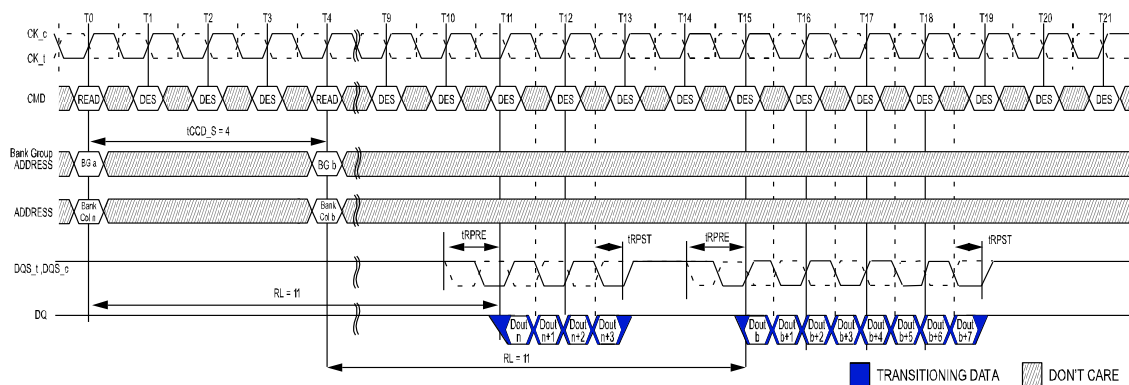 T0 T1 T2 T3 T4 T9 T10 T11 T12 T13 T14 T15 T16 T17 T18 T19 T20 T21
CK_c
CK_t
CMD READ DES DES DES READ DES DES DES DES DES DES DES DES DES DES DES DES DES
tCCD_S = 4
Bank Group
ADDRESS
BG a
BG b
ADDRESS
Bank
Col n
Bank
Col b
tRPRE tRPST tRPRE tRPST
DQS_t ,DQS_c
RL = 11
DQ
Dout
n
Dout
n+1
Dout
n+2
Dout
n+3
Dout
b
Dout
b+1
Dout
b+2
Dout
b+3
Dout
b+4
Dout
b+5
Dout
b+6
Dout
b+7
RL = 11
TRANSITIONING DATA DON'T CARE